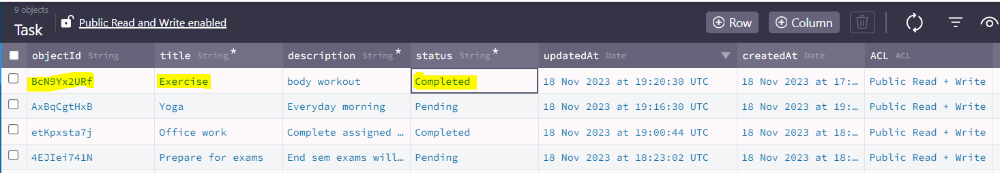 9 objects
Task Public Read and Write enabled Row Column
objectId String title String* description String* status String* updatedAt Date createdAt Date ACL ACL
BcN9Yx2URf Exercise body workout Completed 18 Nov 2023 at 19:20:30 UTC 18 Nov 2023 at 17:… Public Read + Write
AxBqCgtHxB Yoga Everyday morning Pending 18 Nov 2023 at 19:16:30 UTC 18 Nov 2023 at 19:… Public Read + Write
etKpxsta7j Office work Complete assigned … Completed 18 Nov 2023 at 19:00:44 UTC 18 Nov 2023 at 18:… Public Read + Write
4EJIei741N Prepare for exams End sem exams will… Pending 18 Nov 2023 at 18:23:02 UTC 18 Nov 2023 at 18:… Public Read + Write